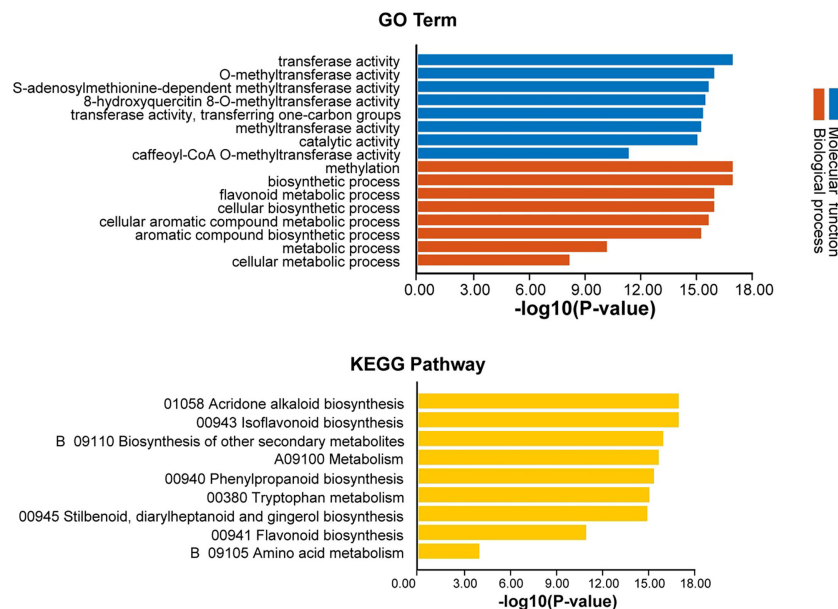 GO Term
transferase activity
O-methyltransferase activity
S-adenosylmethionine-dependent methyltransferase activity
8-hydroxyquercitin 8-O-methyltransferase activity
transferase activity, transferring one-carbon groups
methyltransferase activity
catalytic activity
caffeoyl-CoA O-methyltransferase activity
methylation
biosynthetic process
flavonoid metabolic process
cellular biosynthetic process
cellular aromatic compound metabolic process
aromatic compound biosynthetic process
metabolic process
cellular metabolic process
0.00 3.00 6.00 9.00 12.00 15.00 18.00
-log10(P-value)
Molecular function
Biological process
KEGG Pathway
01058 Acridone alkaloid biosynthesis
00943 Isoflavonoid biosynthesis
B 09110 Biosynthesis of other secondary metabolites
A09100 Metabolism
00940 Phenylpropanoid biosynthesis
00380 Tryptophan metabolism
00945 Stilbenoid, diarylheptanoid and gingerol biosynthesis
00941 Flavonoid biosynthesis
B 09105 Amino acid metabolism
0.00 3.00 6.00 9.00 12.00 15.00 18.00
-log10(P-value)